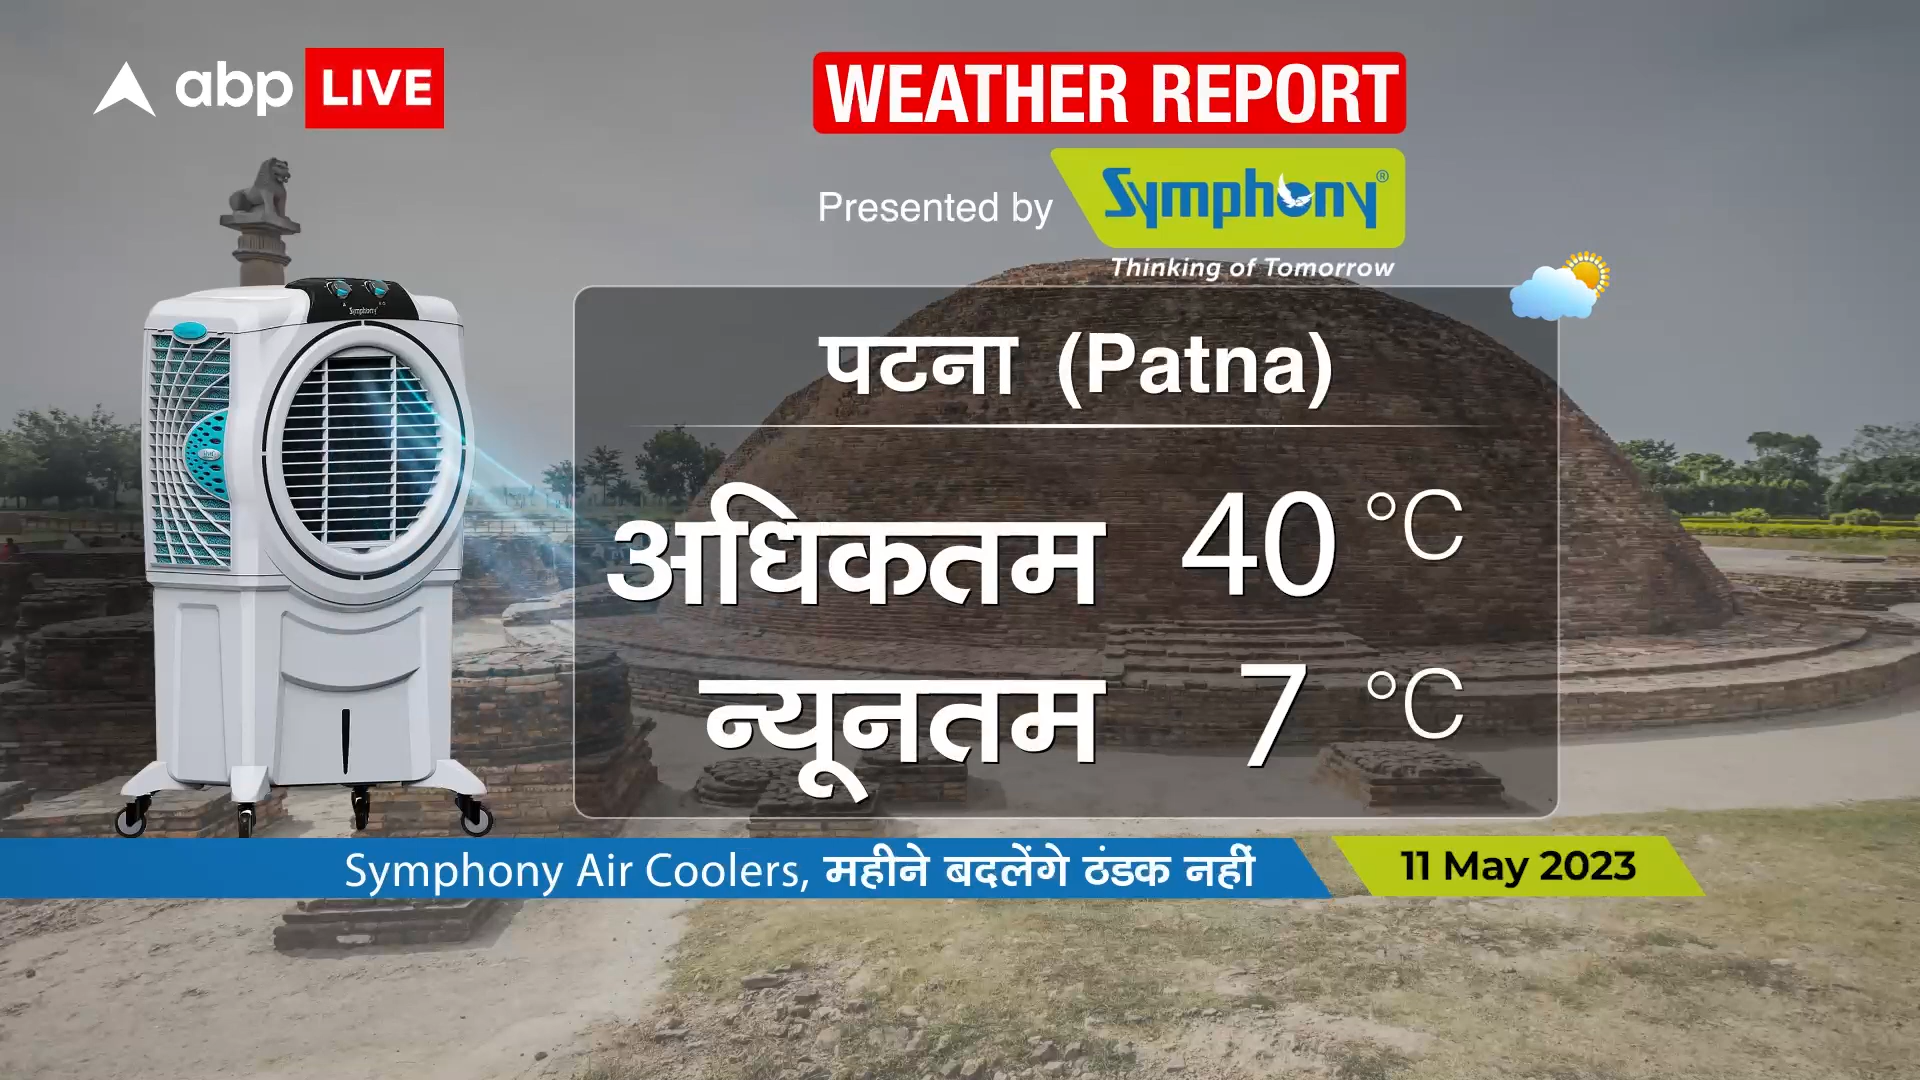 abp LIVE
WEATHER REPORT
Presented by Symphony®
Thinking of Tomorrow
Symphony
पटना (Patna)
अधिकतम 40 °C
न्यूनतम 7 °C
Symphony Air Coolers, महीने बदलेंगे ठंडक नहीं
11 May 2023